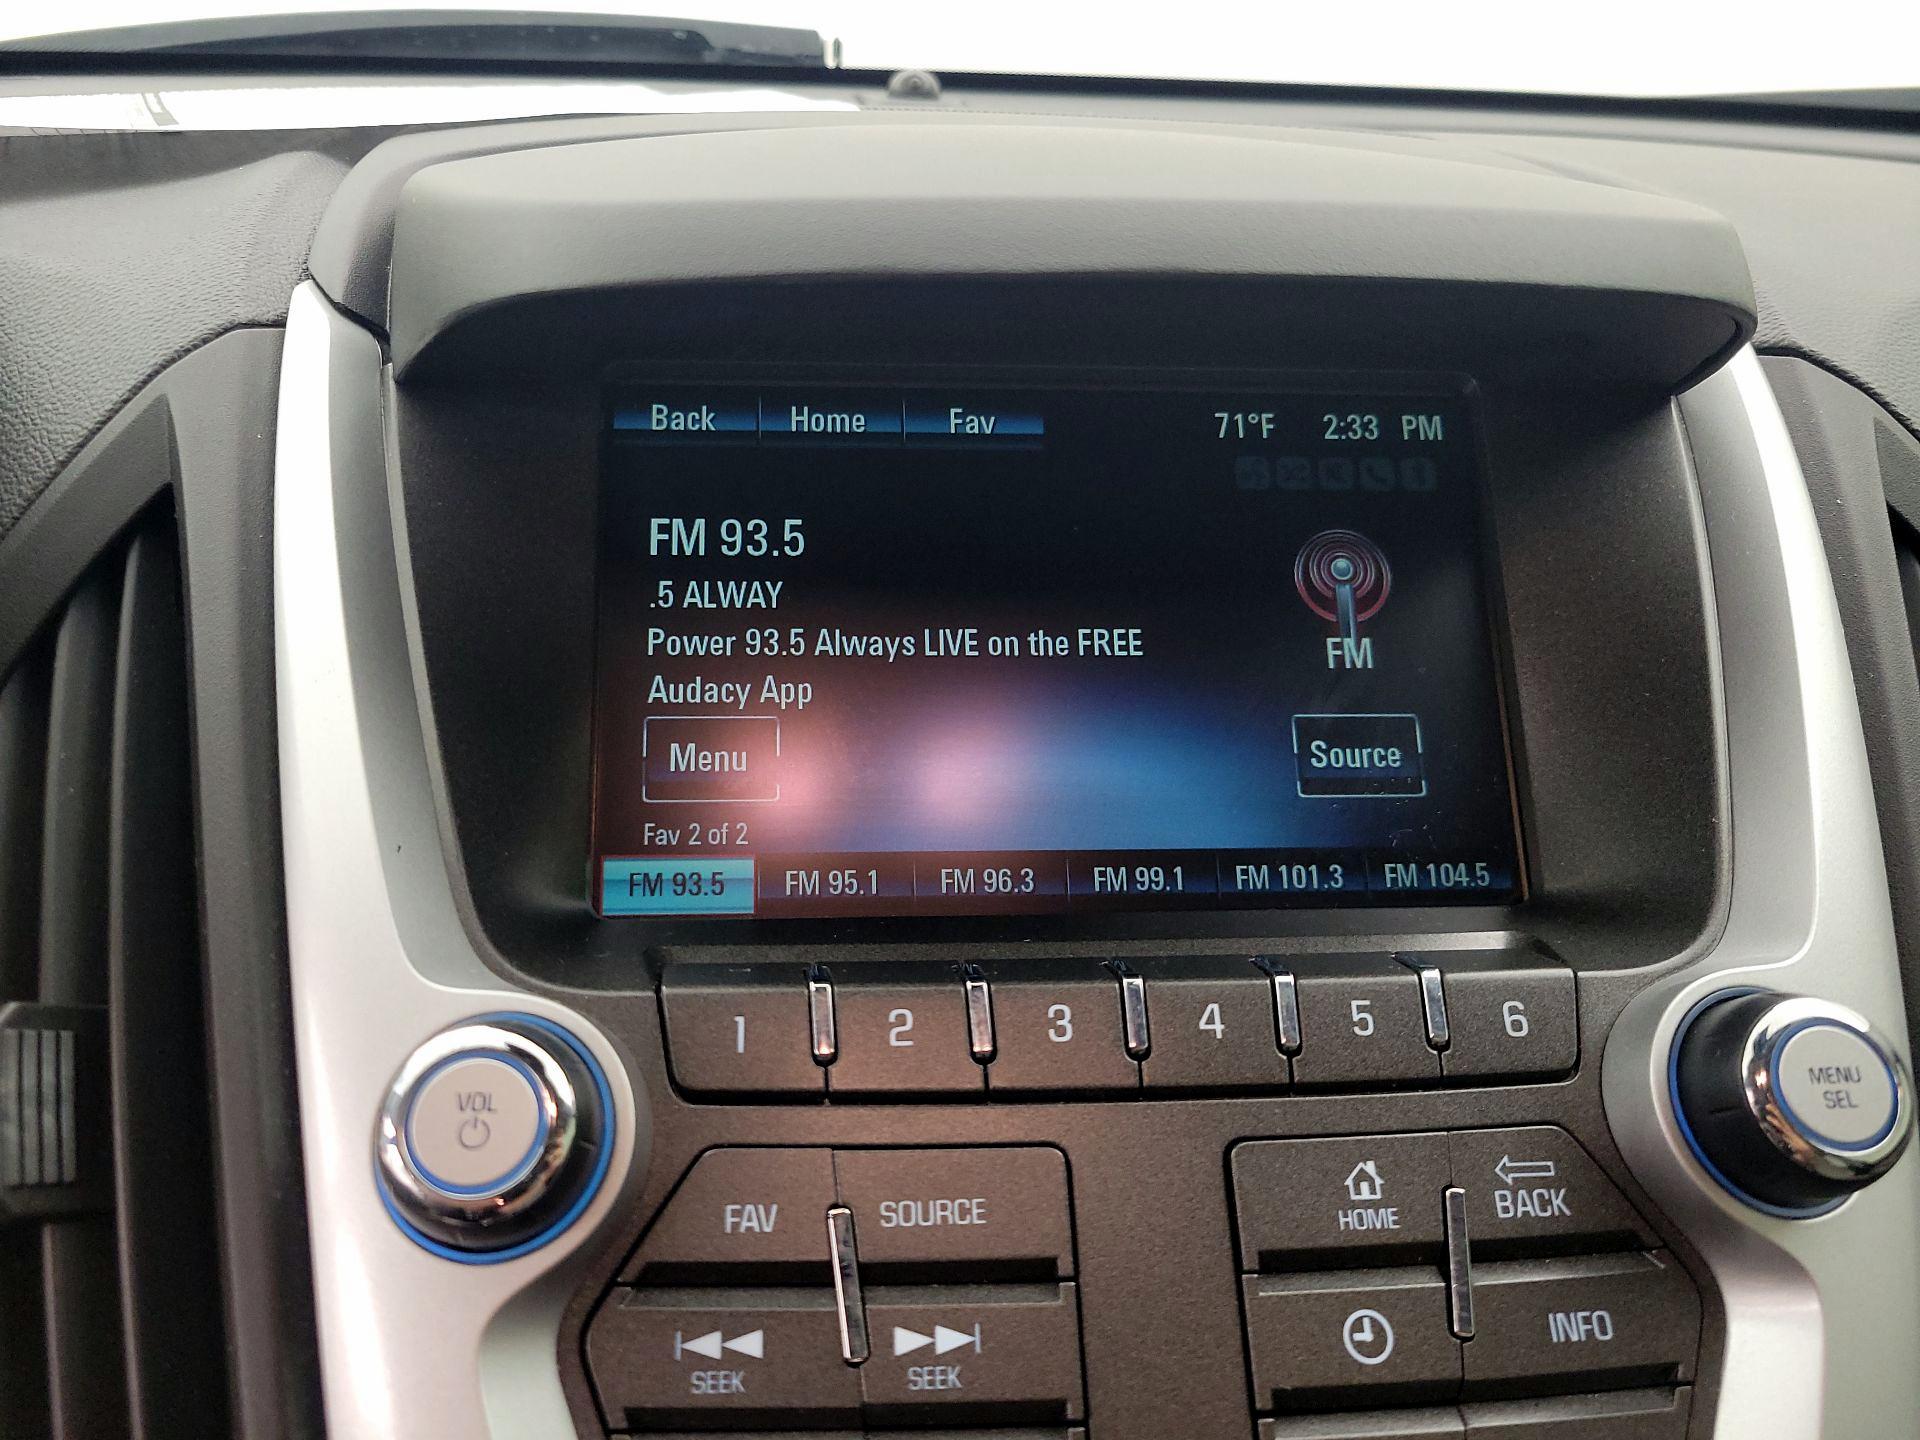 Back Home Fav 71°F 2:33 PM
FM 93.5
.5 ALWAY
Power 93.5 Always LIVE on the FREE
Audacy App
FM
Menu
Source
Fav 2 of 2
FM 93.5 FM 95.1 FM 96.3 FM 99.1 FM 101.3 FM 104.5
1 2 3 4 5 6
VOL
MENU
SEL
FAV SOURCE
HOME BACK
SEEK SEEK
INFO